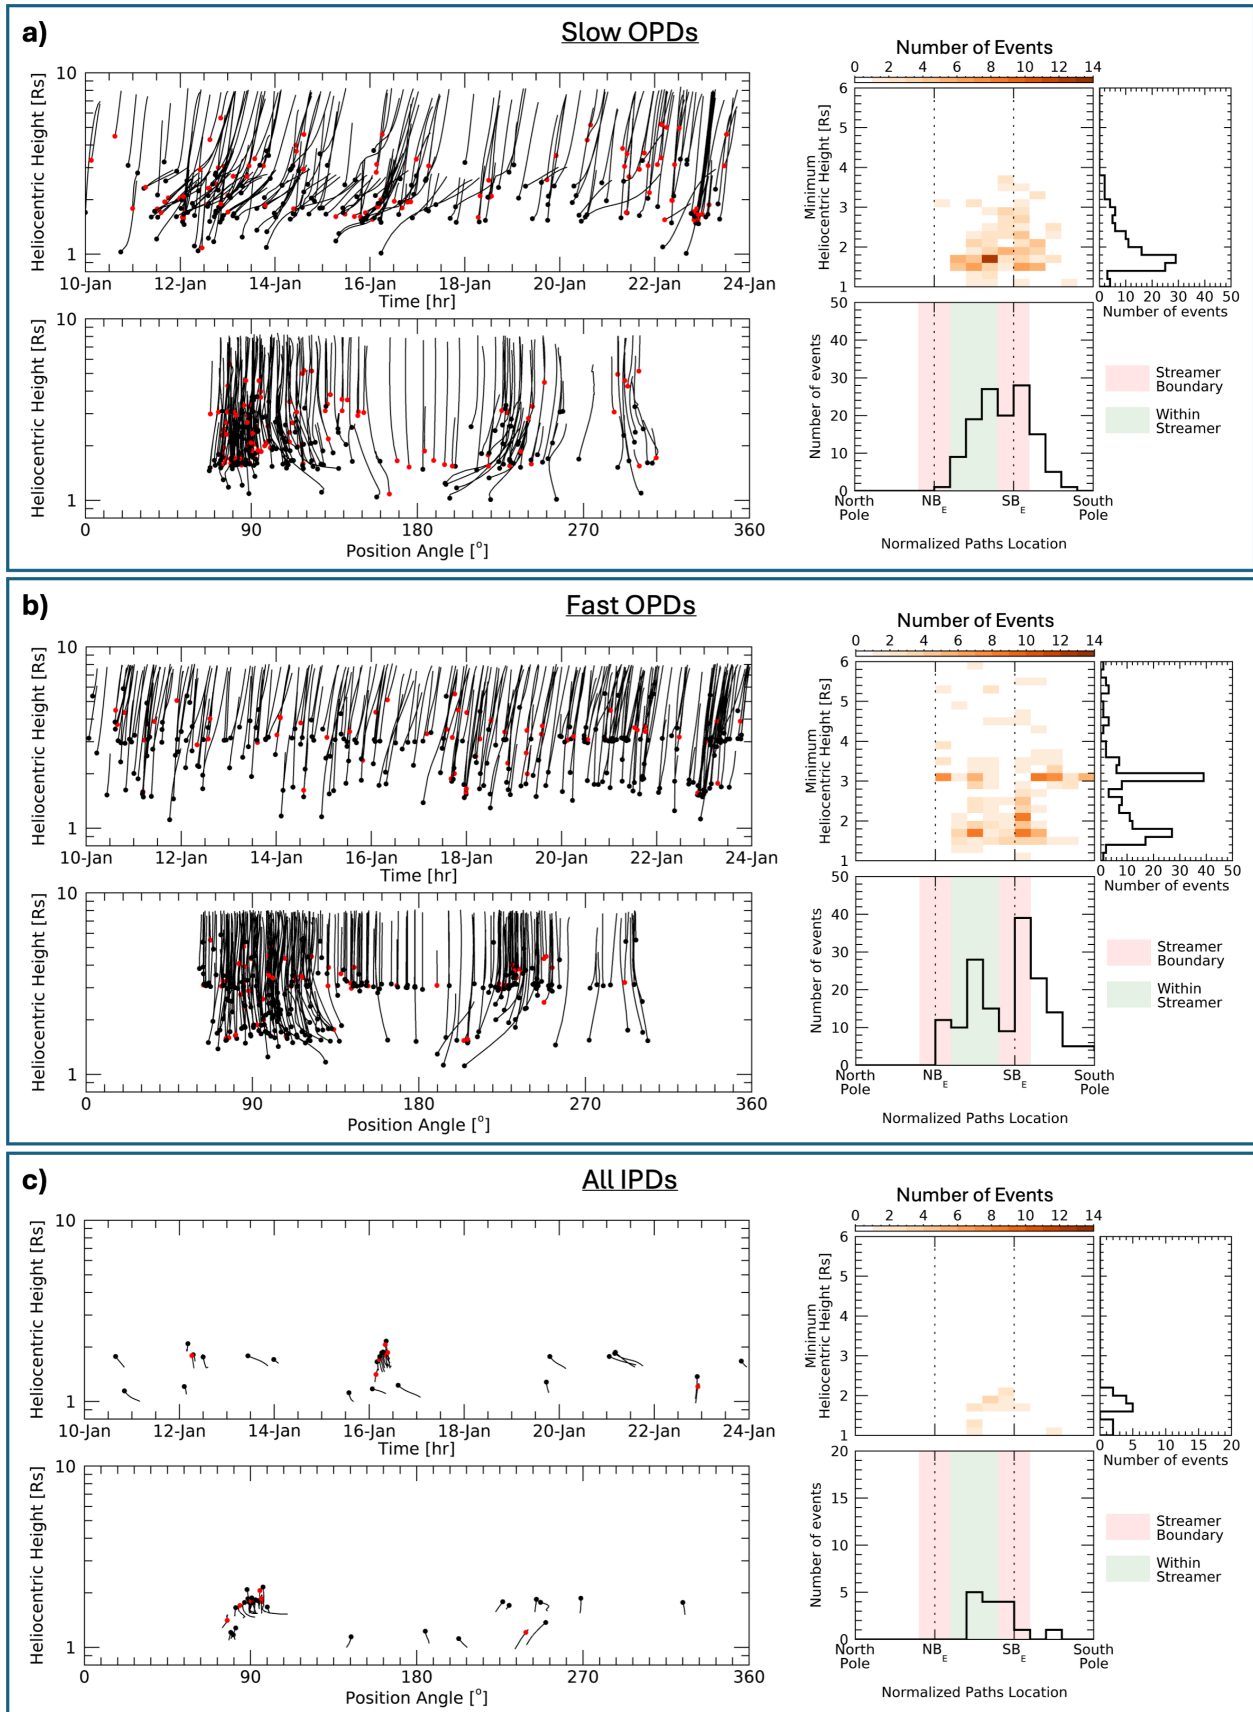 a)
Slow OPDs
Heliocentric Height [Rs]
10
1
10-Jan 12-Jan 14-Jan 16-Jan 18-Jan 20-Jan 22-Jan 24-Jan
Time [hr]
Heliocentric Height [Rs]
10
1
0 90 180 270 360
Position Angle [°]
Number of Events
0 2 4 6 8 10 12 14
Minimum
Heliocentric Height [Rs]
6
5
4
3
2
1
0 10 20 30 40 50
Number of events
Number of events
50
40
30
20
10
0
North
Pole
NB_E
SB_E
South
Pole
Normalized Paths Location
Streamer
Boundary
Within
Streamer
b)
Fast OPDs
Heliocentric Height [Rs]
10
1
10-Jan 12-Jan 14-Jan 16-Jan 18-Jan 20-Jan 22-Jan 24-Jan
Time [hr]
Heliocentric Height [Rs]
10
1
0 90 180 270 360
Position Angle [°]
Number of Events
0 2 4 6 8 10 12 14
Minimum
Heliocentric Height [Rs]
6
5
4
3
2
1
0 10 20 30 40 50
Number of events
Number of events
50
40
30
20
10
0
North
Pole
NB_E
SB_E
South
Pole
Normalized Paths Location
Streamer
Boundary
Within
Streamer
c)
All IPDs
Heliocentric Height [Rs]
10
1
10-Jan 12-Jan 14-Jan 16-Jan 18-Jan 20-Jan 22-Jan 24-Jan
Time [hr]
Heliocentric Height [Rs]
10
1
0 90 180 270 360
Position Angle [°]
Number of Events
0 2 4 6 8 10 12 14
Minimum
Heliocentric Height [Rs]
6
5
4
3
2
1
0 5 10 15 20
Number of events
Number of events
20
15
10
5
0
North
Pole
NB_E
SB_E
South
Pole
Normalized Paths Location
Streamer
Boundary
Within
Streamer